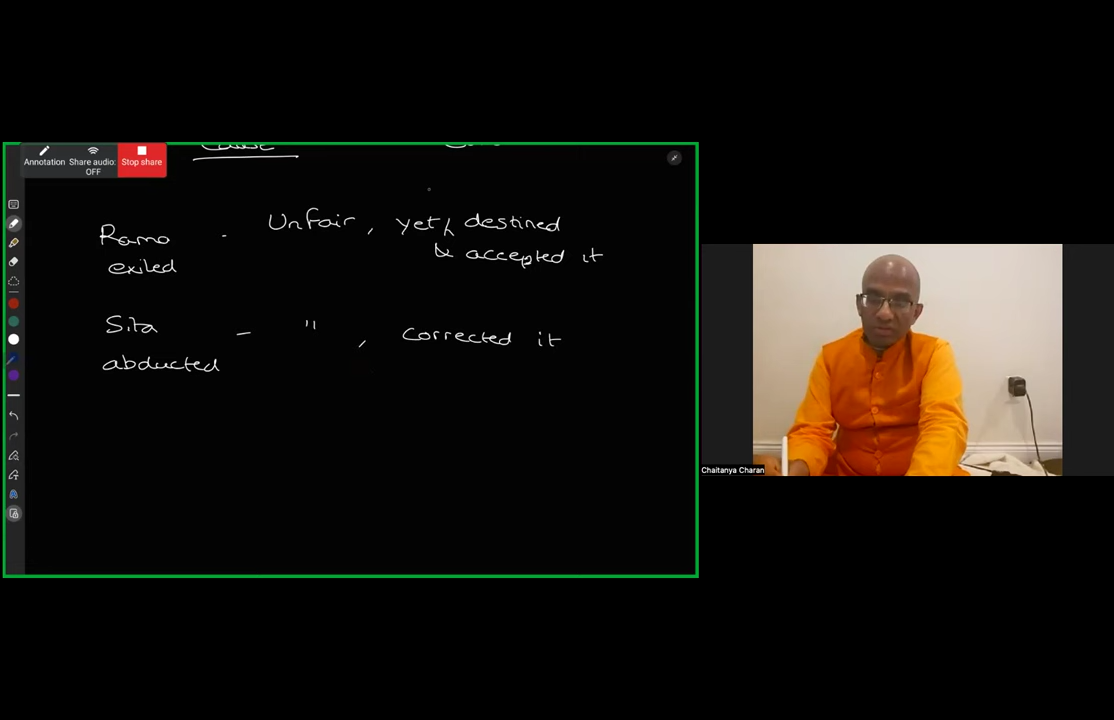 Annotation
Share audio:
OFF
Stop share
Rama - Unfair, yet, destined
exiled & accepted it
Sita - " , corrected it
abducted
Chaitanya Charan